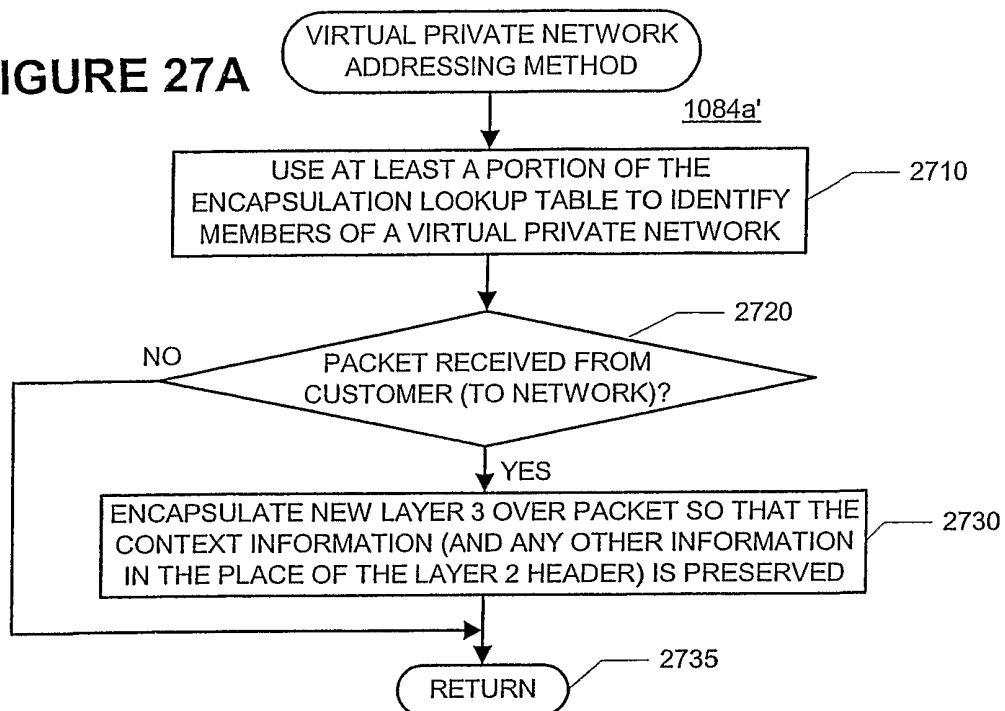 IGURE 27A
VIRTUAL PRIVATE NETWORK
ADDRESSING METHOD
1084a'
USE AT LEAST A PORTION OF THE
ENCAPSULATION LOOKUP TABLE TO IDENTIFY
MEMBERS OF A VIRTUAL PRIVATE NETWORK
2710
2720
NO
PACKET RECEIVED FROM
CUSTOMER (TO NETWORK)?
YES
ENCAPSULATE NEW LAYER 3 OVER PACKET SO THAT THE
CONTEXT INFORMATION (AND ANY OTHER INFORMATION
IN THE PLACE OF THE LAYER 2 HEADER) IS PRESERVED
2730
RETURN
2735